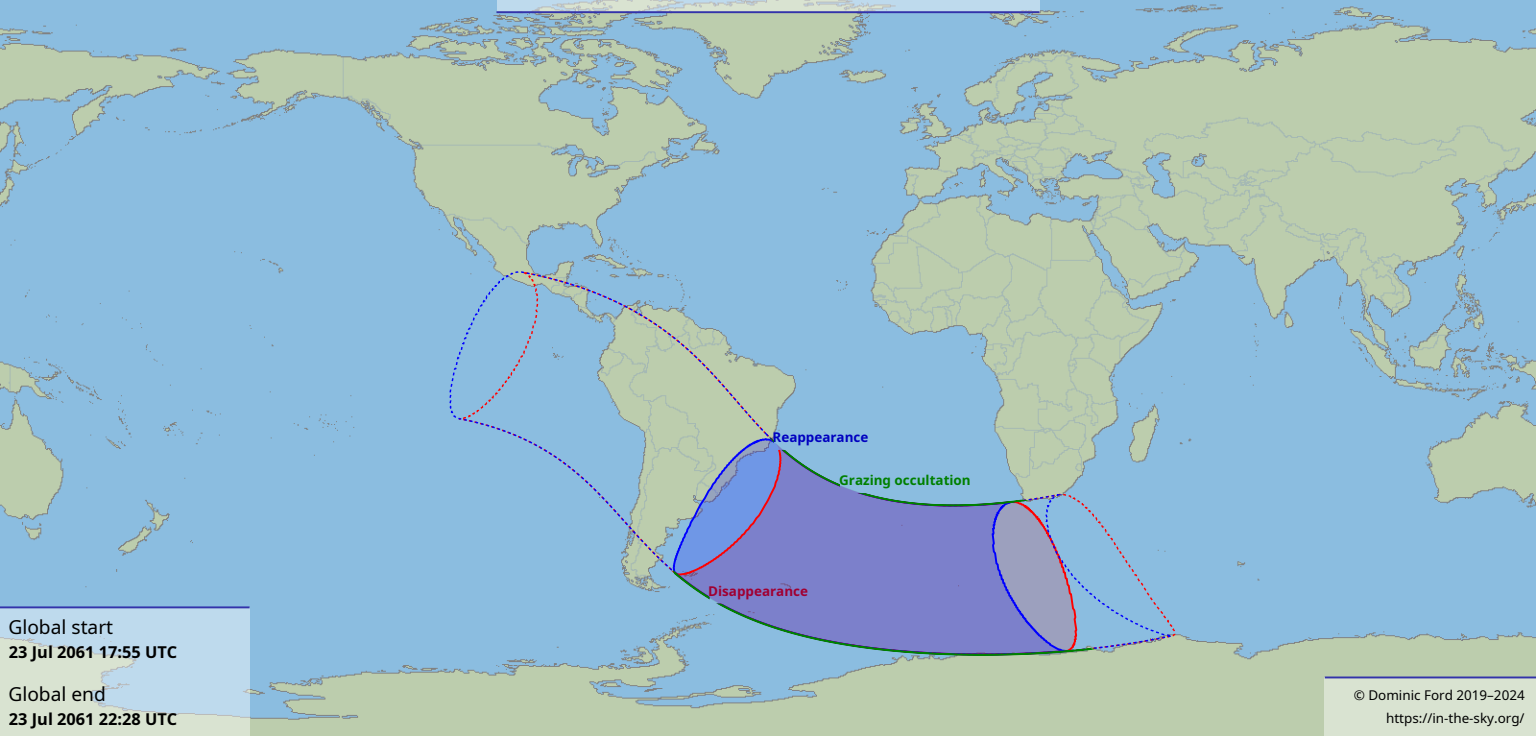 Reappearance
Grazing occultation
Disappearance
Global start
23 Jul 2061 17:55 UTC
Global end
23 Jul 2061 22:28 UTC
© Dominic Ford 2019–2024
https://in-the-sky.org/